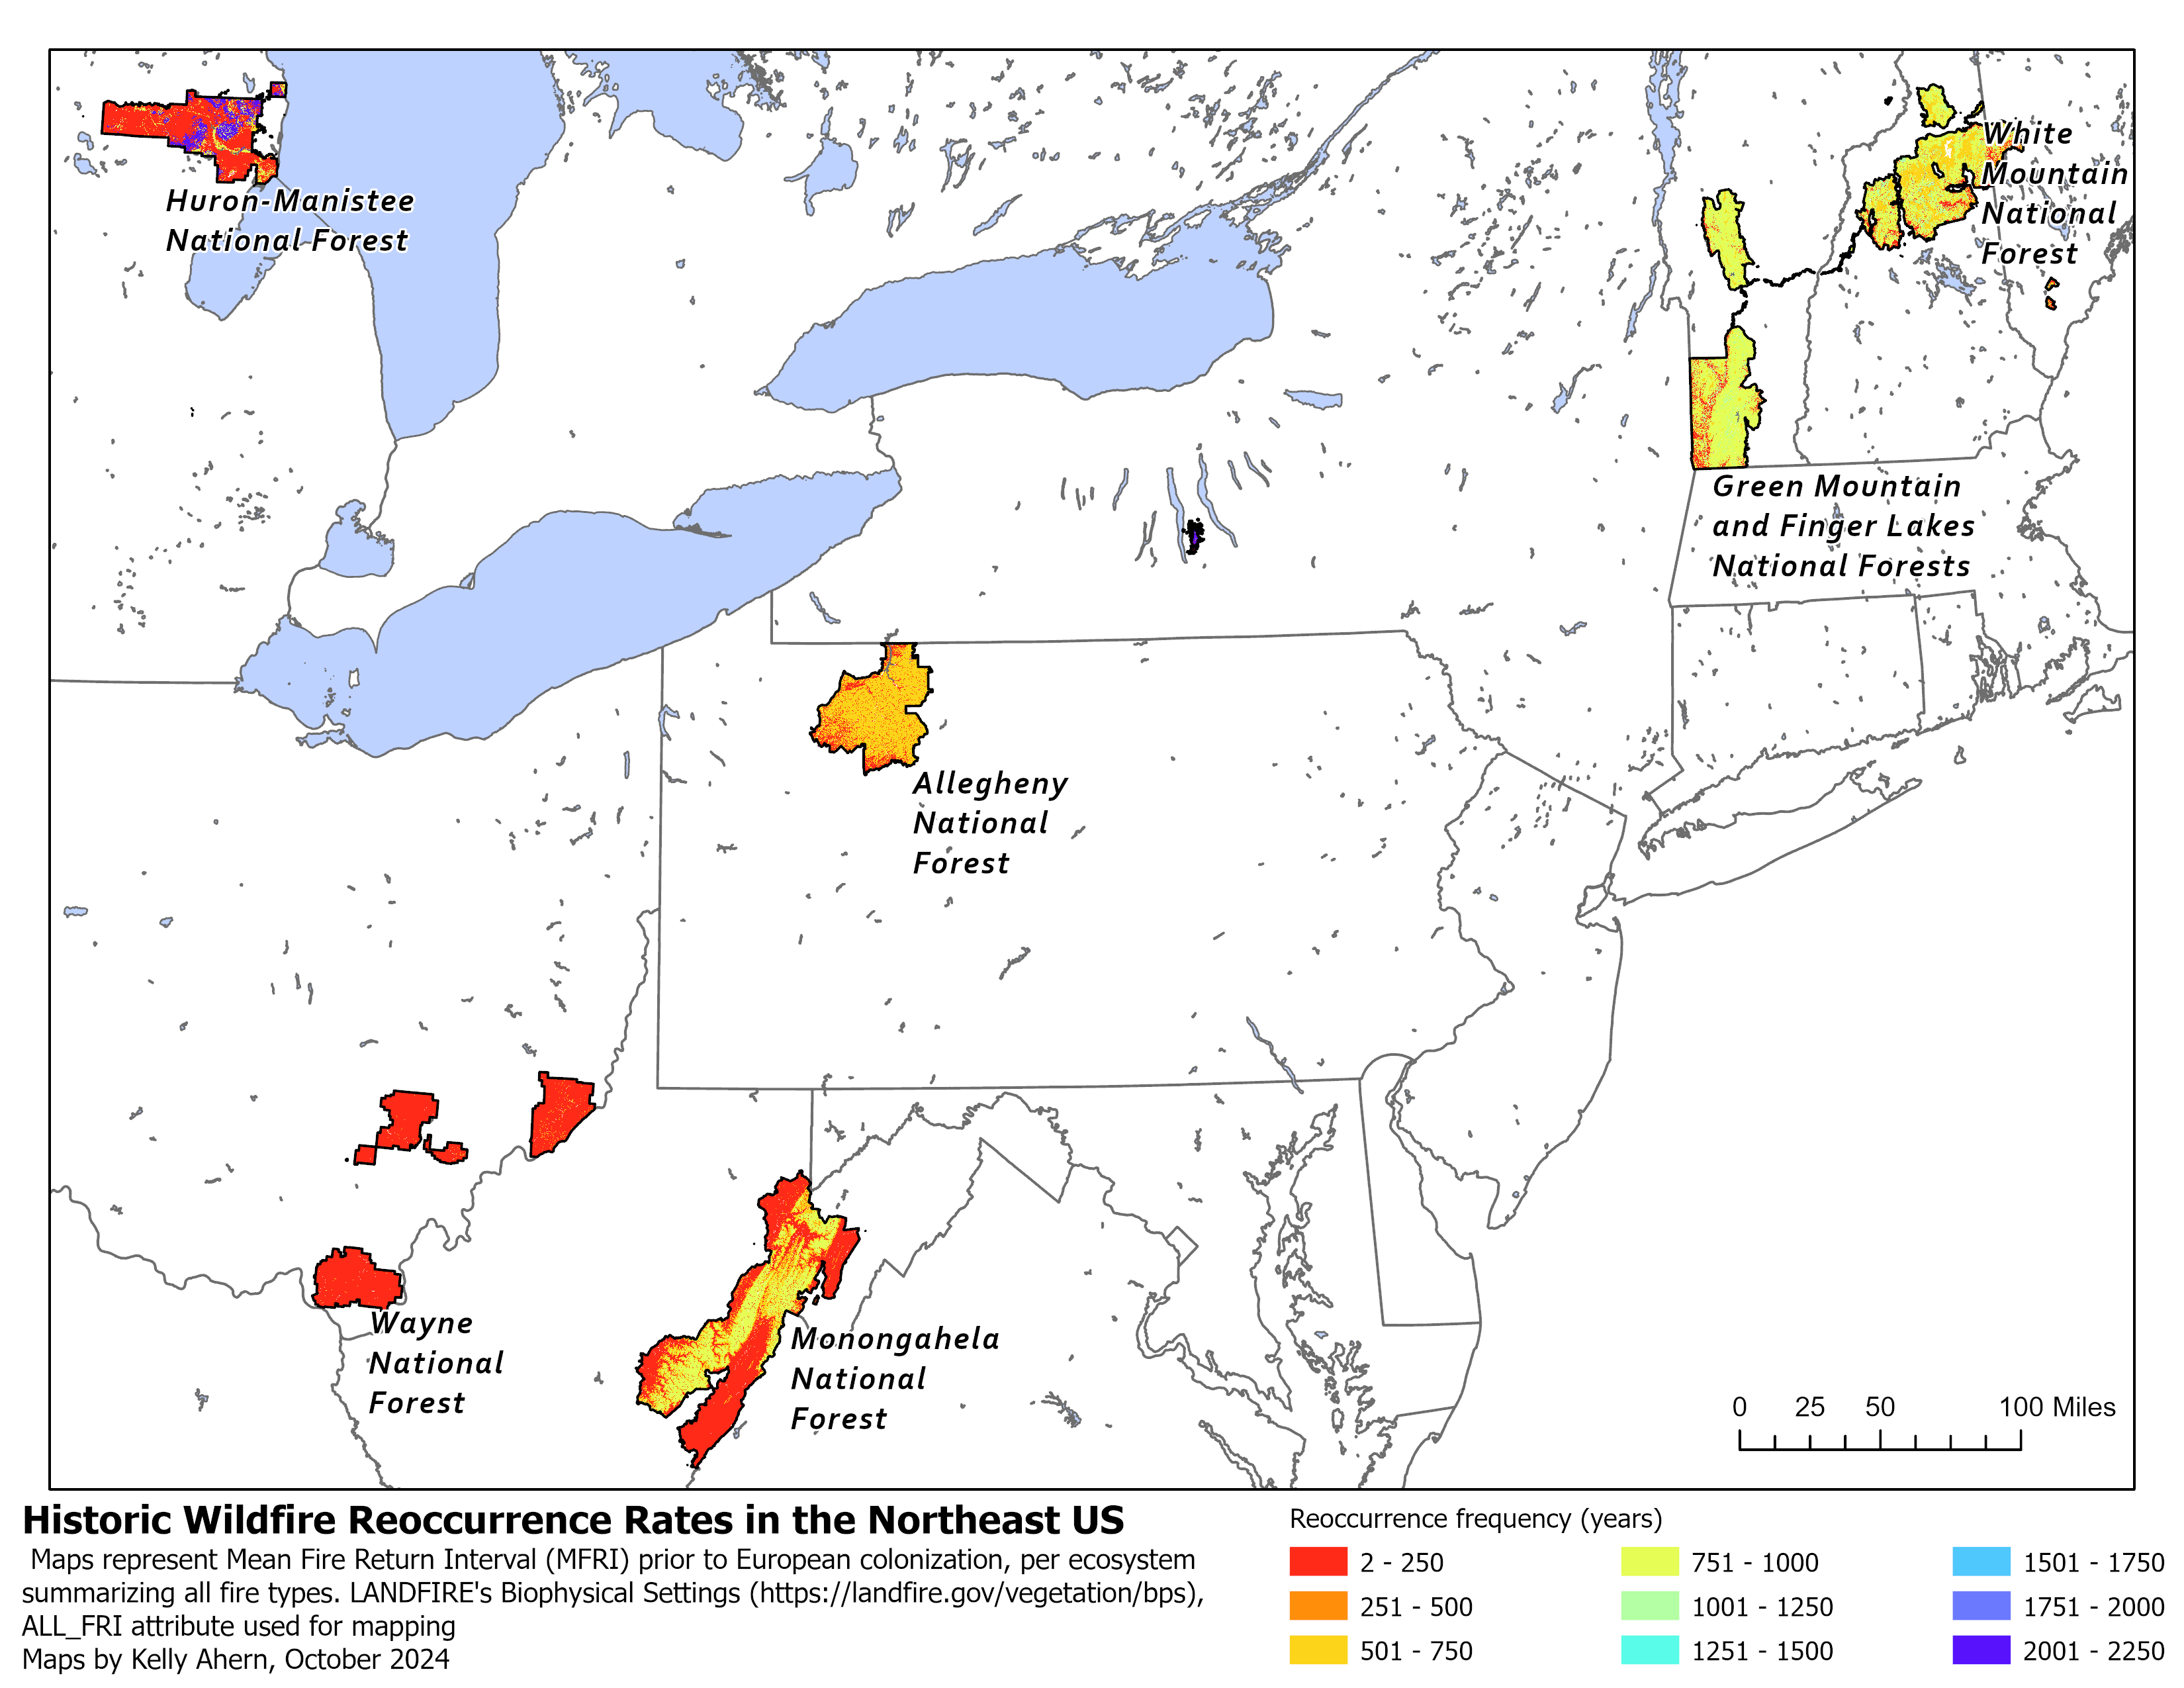 Huron-Manistee
National Forest
White
Mountain
National
Forest
Green Mountain
and Finger Lakes
National Forests
Allegheny
National
Forest
Wayne
National
Forest
Monongahela
National
Forest
0 25 50 100 Miles
Historic Wildfire Reoccurrence Rates in the Northeast US
Maps represent Mean Fire Return Interval (MFRI) prior to European colonization, per ecosystem
summarizing all fire types. LANDFIRE's Biophysical Settings (https://landfire.gov/vegetation/bps),
ALL_FRI attribute used for mapping
Maps by Kelly Ahern, October 2024
Reoccurrence frequency (years)
2 - 250
251 - 500
501 - 750
751 - 1000
1001 - 1250
1251 - 1500
1501 - 1750
1751 - 2000
2001 - 2250